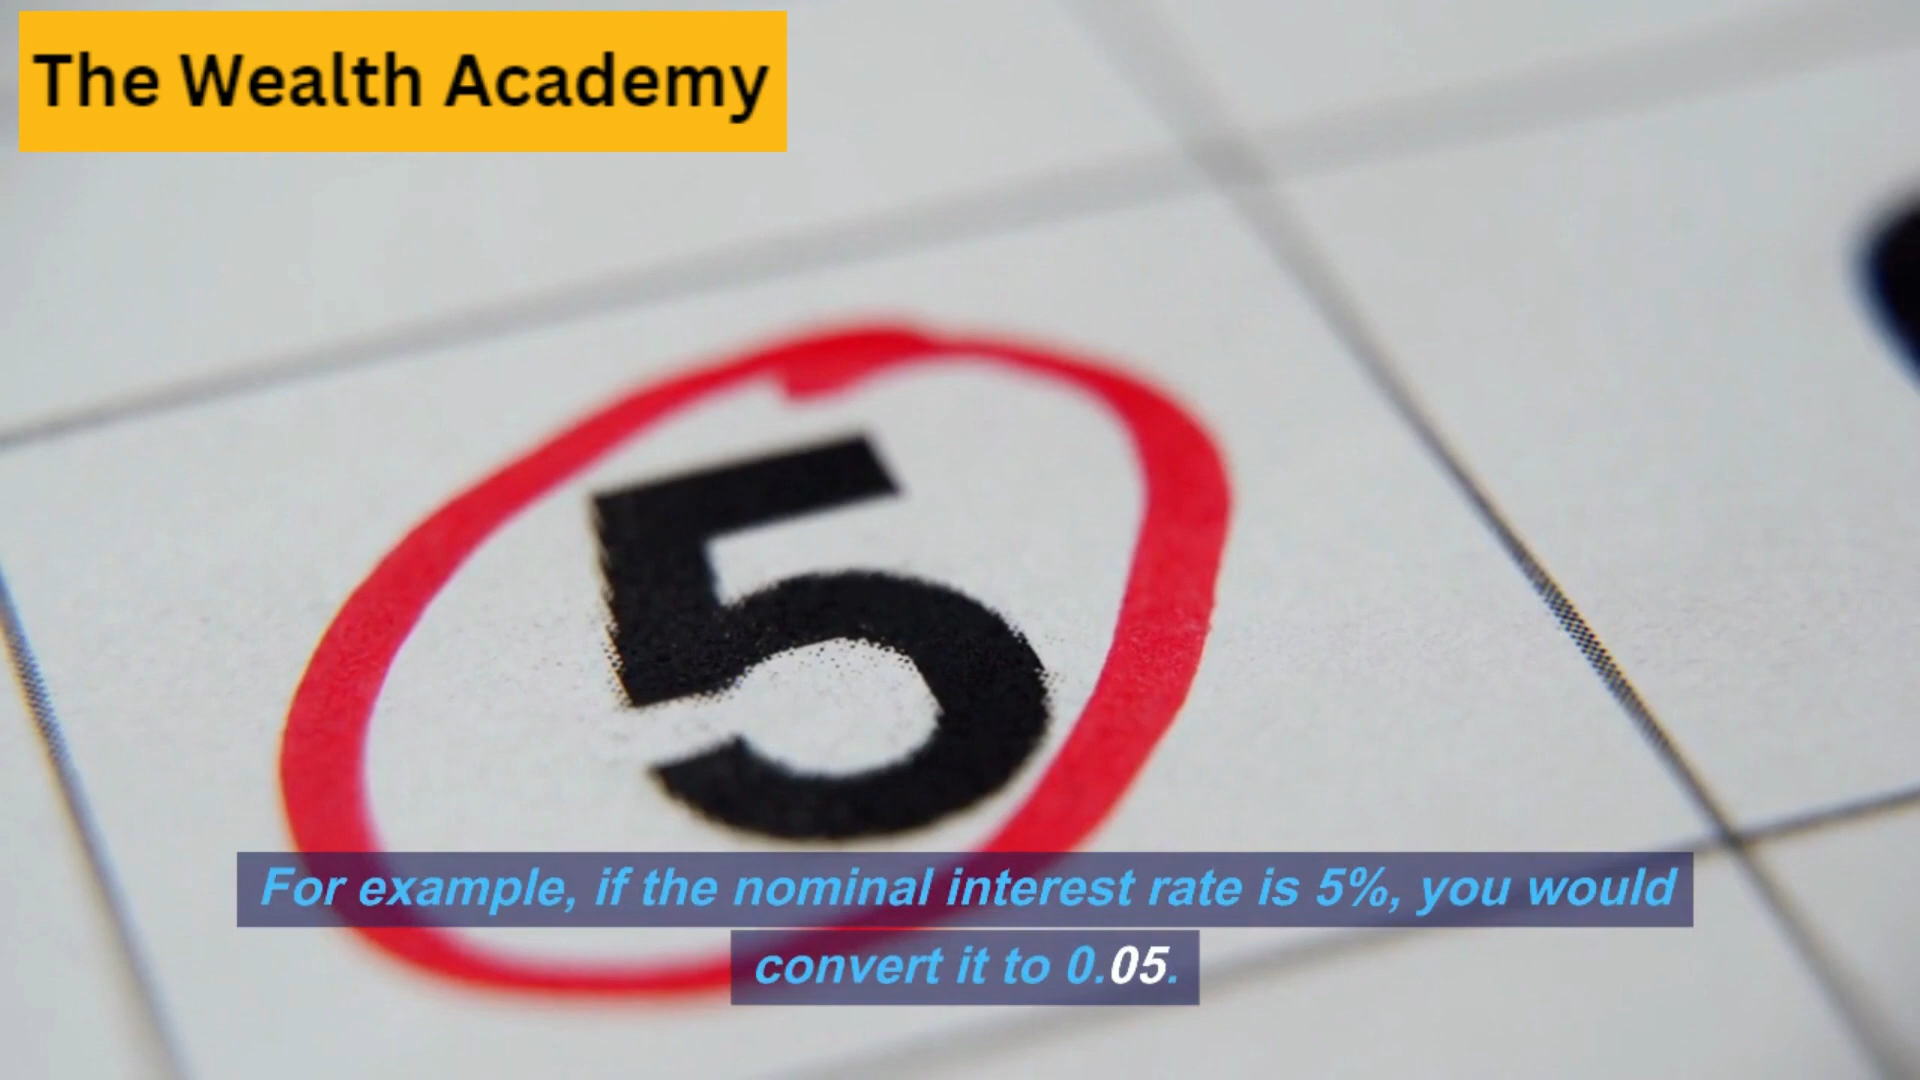 The Wealth Academy
5
For example, if the nominal interest rate is 5%, you would
convert it to 0.05.